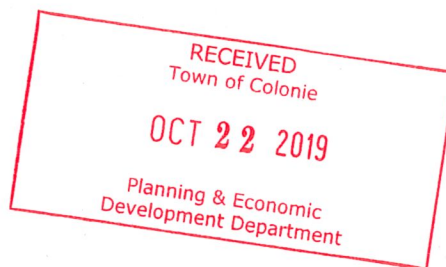 RECEIVED
Town of Colonie
OCT 22 2019
Planning & Economic
Development Department